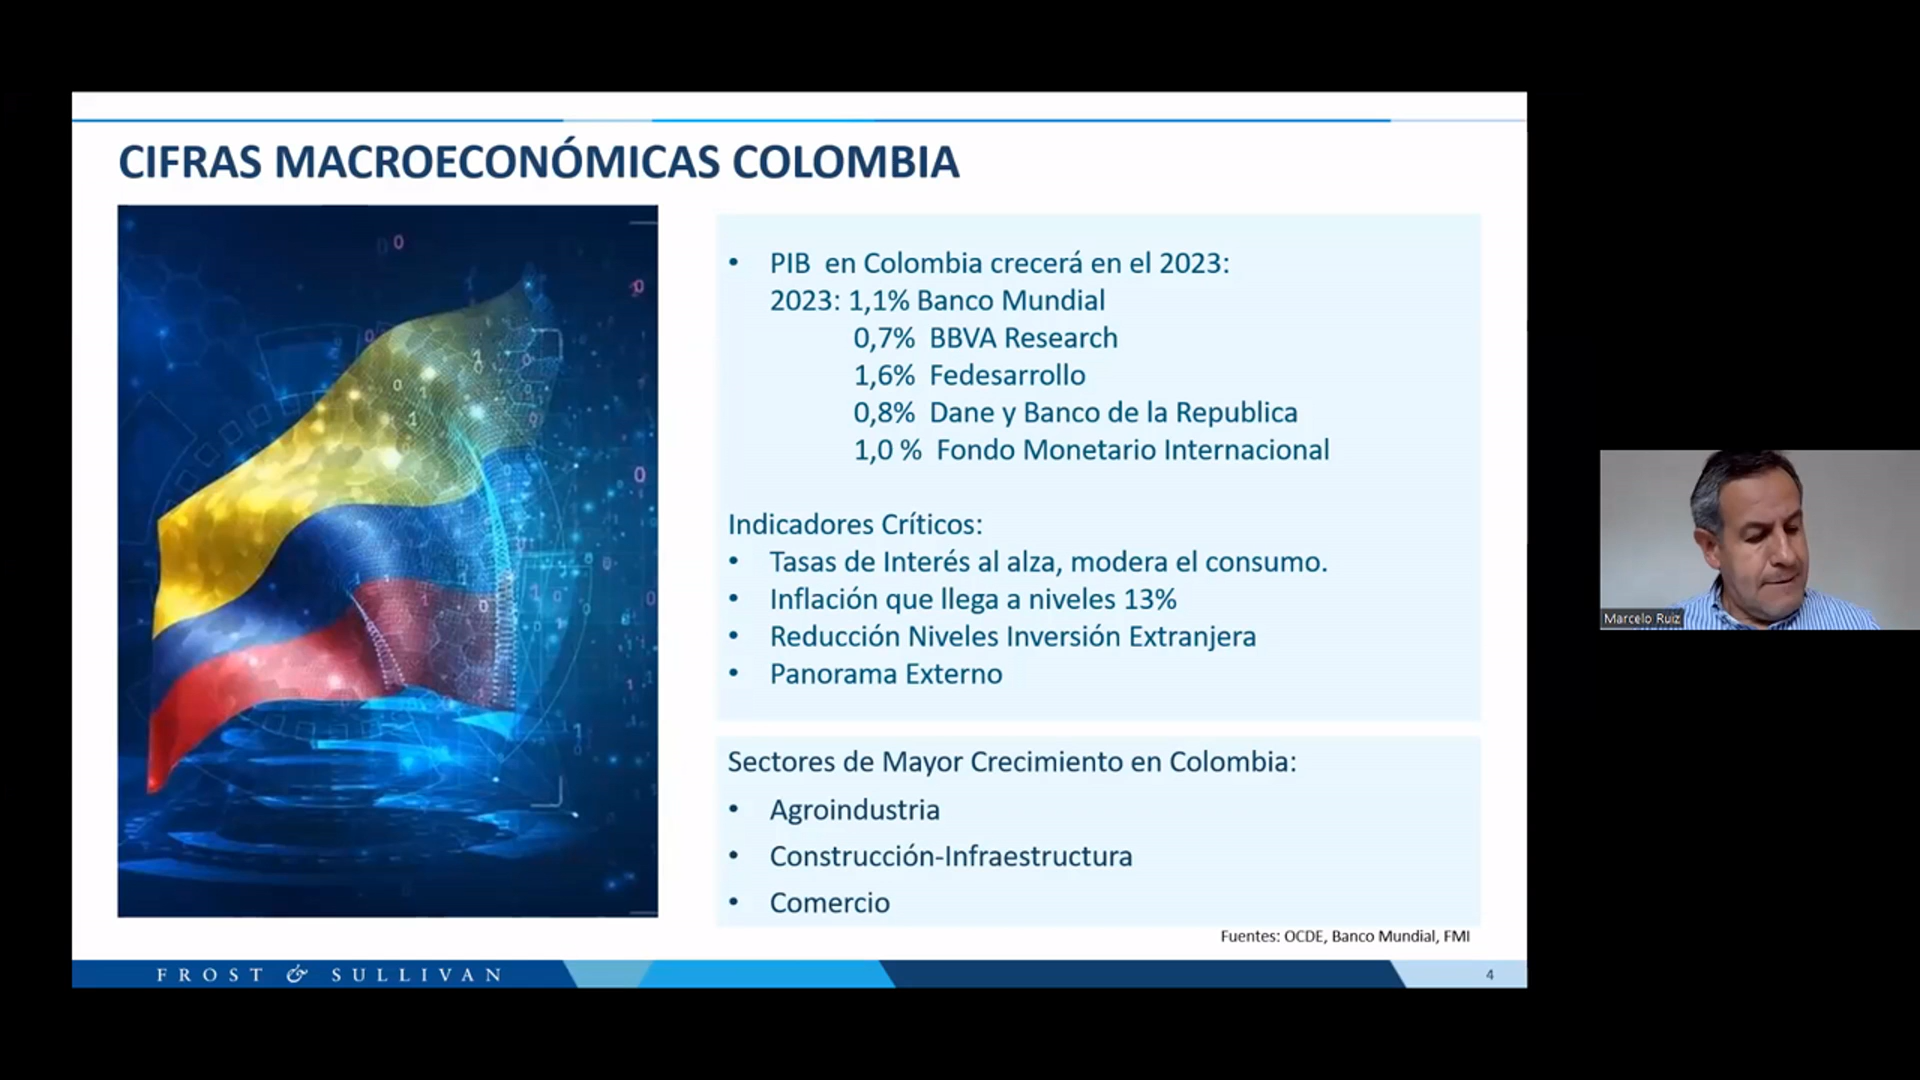 CIFRAS MACROECONÓMICAS COLOMBIA
• PIB  en Colombia crecerá en el 2023:
2023: 1,1% Banco Mundial
0,7%  BBVA Research
1,6%  Fedesarrollo
0,8%  Dane y Banco de la Republica
1,0 %  Fondo Monetario Internacional
Indicadores Críticos:
• Tasas de Interés al alza, modera el consumo.
• Inflación que llega a niveles 13%
• Reducción Niveles Inversión Extranjera
• Panorama Externo
Sectores de Mayor Crecimiento en Colombia:
• Agroindustria
• Construcción-Infraestructura
• Comercio
Fuentes: OCDE, Banco Mundial, FMI
FROST & SULLIVAN
4
Marcelo Ruiz